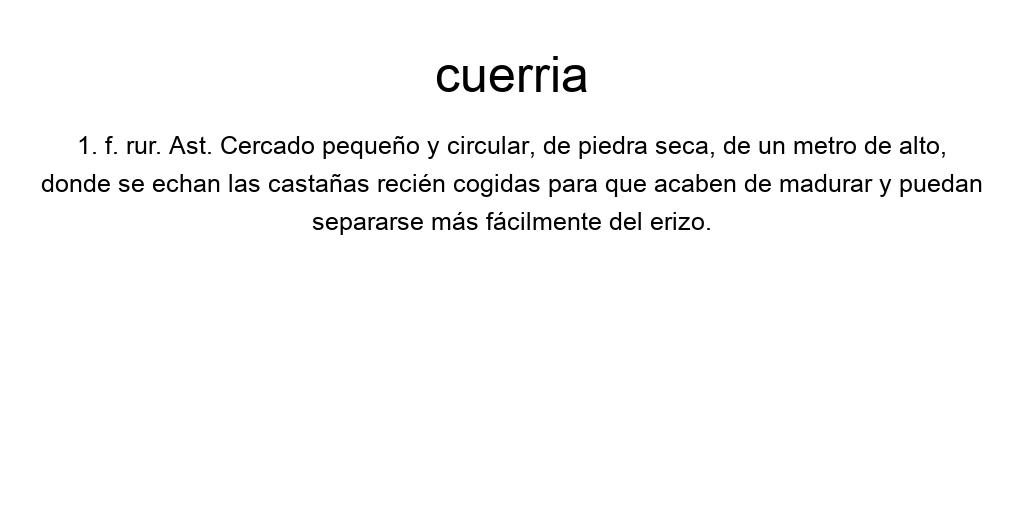 cuerria
1. f. rur. Ast. Cercado pequeño y circular, de piedra seca, de un metro de alto,
donde se echan las castañas recién cogidas para que acaben de madurar y puedan
separarse más fácilmente del erizo.